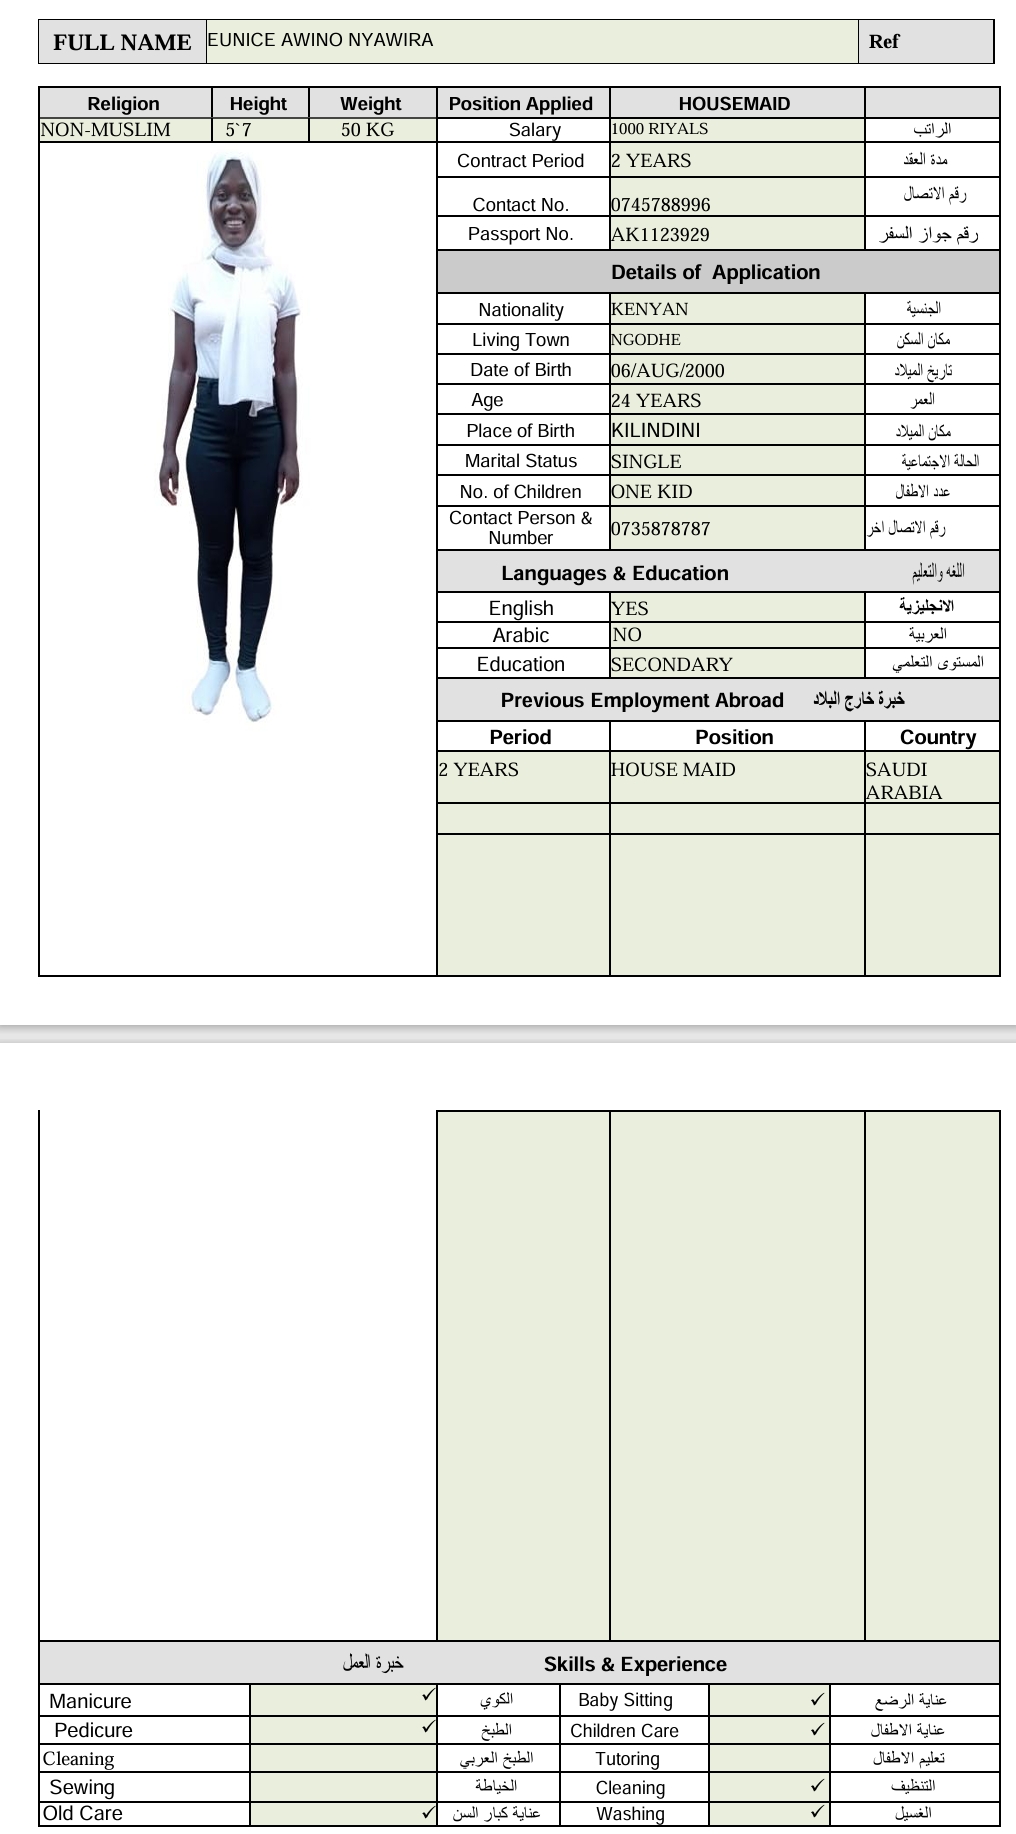 FULL NAME EUNICE AWINO NYAWIRA Ref
Religion Height Weight Position Applied HOUSEMAID
NON-MUSLIM 5`7 50 KG Salary 1000 RIYALS الراتب
Contract Period 2 YEARS مدة العقد
Contact No. 0745788996 رقم الاتصال
Passport No. AK1123929 رقم جواز السفر
Details of Application
Nationality KENYAN الجنسية
Living Town NGODHE مكان السكن
Date of Birth 06/AUG/2000 تاريخ الميلاد
Age 24 YEARS العمر
Place of Birth KILINDINI مكان الميلاد
Marital Status SINGLE الحالة الاجتماعية
No. of Children ONE KID عدد الاطفال
Contact Person &
Number 0735878787 رقم الاتصال اخر
Languages & Education اللغه والتعليم
English YES الانجليزية
Arabic NO العربية
Education SECONDARY المستوى التعلمي
Previous Employment Abroad خبرة خارج البلاد
Period Position Country
2 YEARS HOUSE MAID SAUDI
ARABIA
خبرة العمل Skills & Experience
Manicure ✓ الكوي Baby Sitting ✓ عناية الرضع
Pedicure ✓ الطبخ Children Care ✓ عناية الاطفال
Cleaning الطبخ العربي Tutoring تعليم الاطفال
Sewing الخياطة Cleaning ✓ التنظيف
Old Care ✓ عناية كبار السن Washing ✓ الغسيل